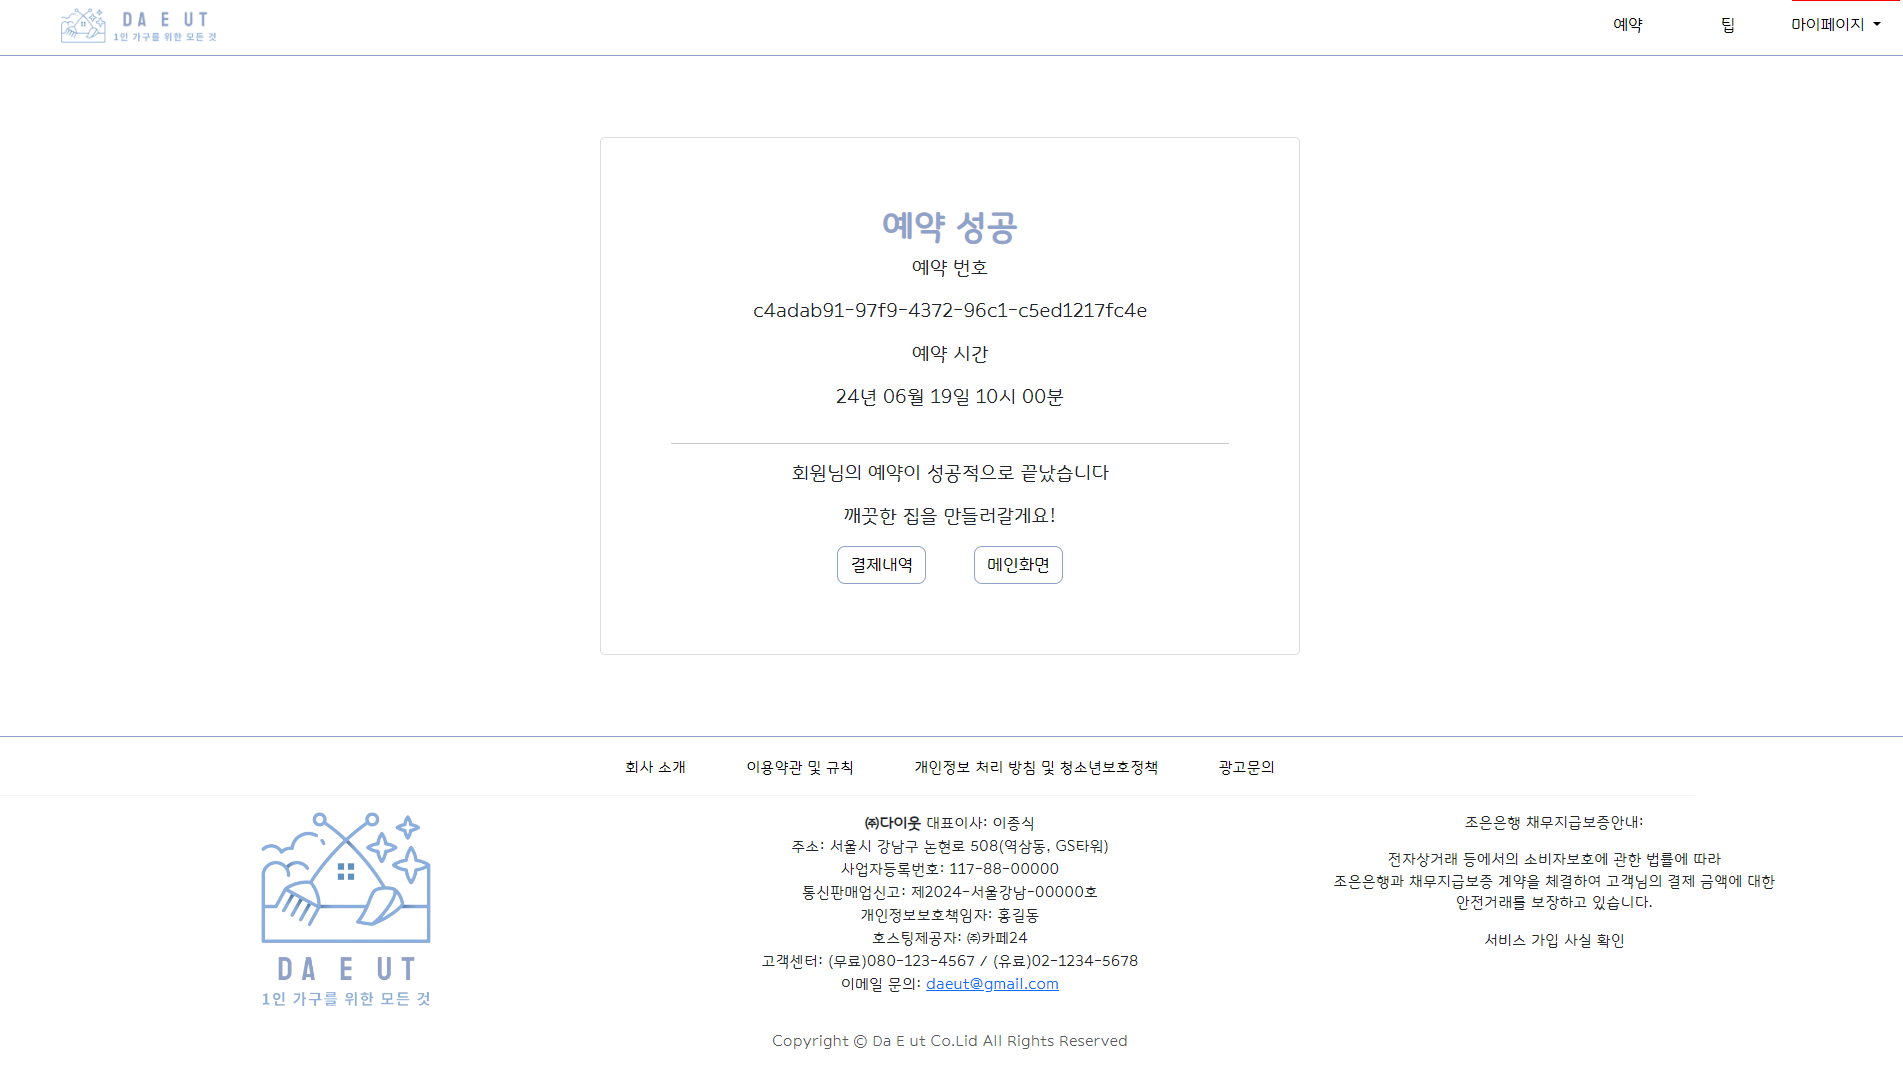 DA E UT
1인 가구를 위한 모든 것
예약
팁
마이페이지
예약 성공
예약 번호
c4adab91-97f9-4372-96c1-c5ed1217fc4e
예약 시간
24년 06월 19일 10시 00분
회원님의 예약이 성공적으로 끝났습니다
깨끗한 집을 만들러갈게요!
결제내역
메인화면
회사 소개
이용약관 및 규칙
개인정보 처리 방침 및 청소년보호정책
광고문의
DA E UT
1인 가구를 위한 모든 것
㈜다이웃 대표이사: 이종식
주소: 서울시 강남구 논현로 508(역삼동, GS타워)
사업자등록번호: 117-88-00000
통신판매업신고: 제2024-서울강남-00000호
개인정보보호책임자: 홍길동
호스팅제공자: ㈜카페24
고객센터: (무료)080-123-4567 / (유료)02-1234-5678
이메일 문의: daeut@gmail.com
조은은행 채무지급보증안내:
전자상거래 등에서의 소비자보호에 관한 법률에 따라
조은은행과 채무지급보증 계약을 체결하여 고객님의 결제 금액에 대한
안전거래를 보장하고 있습니다.
서비스 가입 사실 확인
Copyright © Da E ut Co.Lid All Rights Reserved